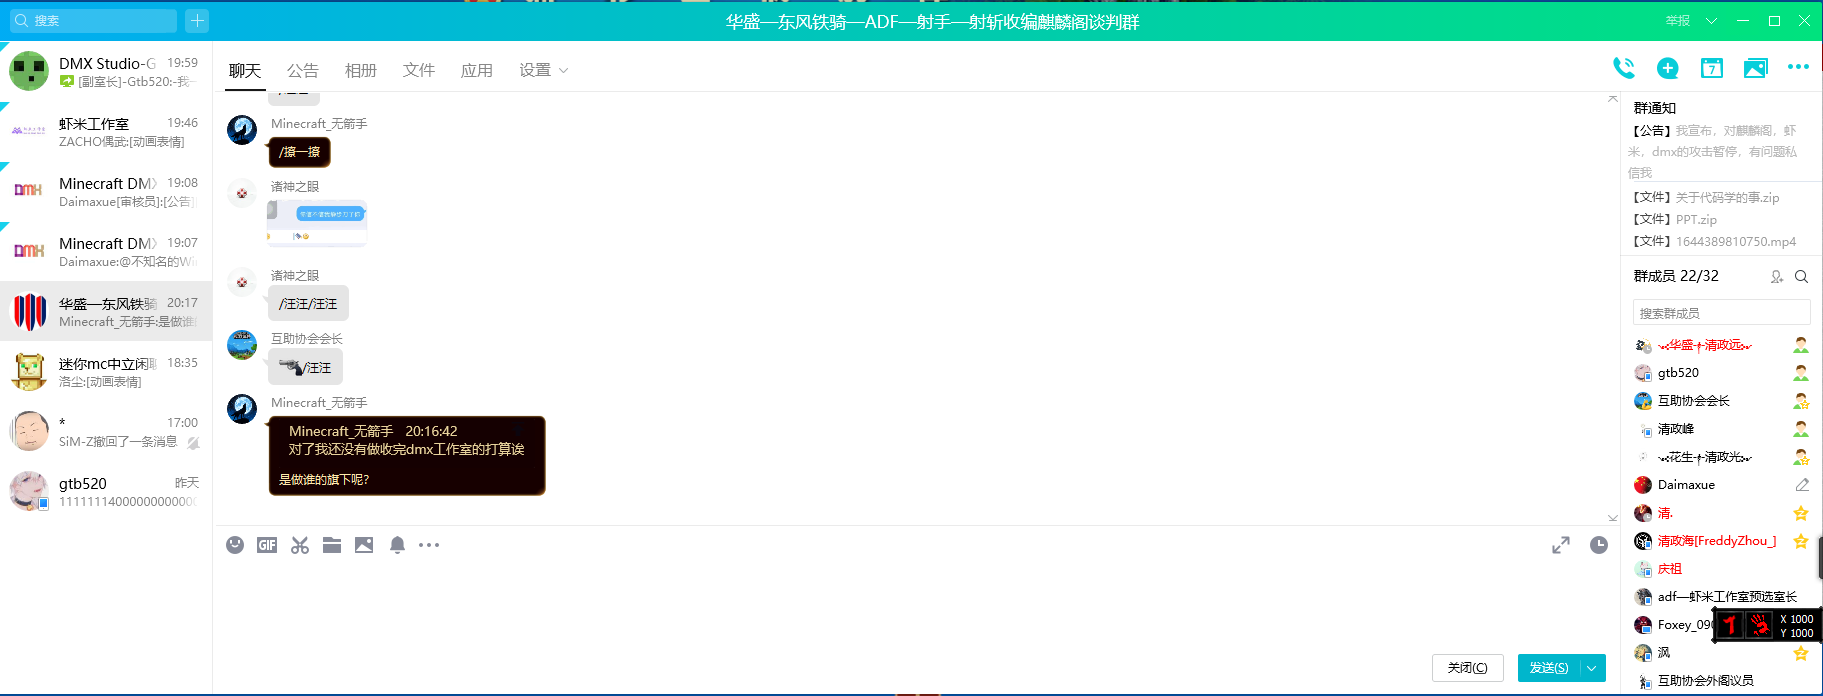 搜索
华盛—东风铁骑—ADF—射手—射斩收编麒麟阁谈判群
举报
DMX Studio-G 19:59
[副室长]-Gtb520:-我一
虾米工作室 19:46
ZACHO偶武:[动画表情]
Minecraft DMX 19:08
Daimaxue[审核员]:[公告]
Minecraft DMX 19:07
Daimaxue:@不知名的Wi
华盛—东风铁骑 20:17
Minecraft_无箭手:是做谁
迷你mc中立闲聊 18:35
洛尘:[动画表情]
* 17:00
SiM-Z撤回了一条消息
gtb520 昨天
11111114000000000000
聊天 公告 相册 文件 应用 设置
7
Minecraft_无箭手
/撩一撩
诸神之眼
诸神之眼
/汪汪/汪汪
互助协会会长
/汪汪
Minecraft_无箭手
Minecraft_无箭手 20:16:42
对了我还没有做收完dmx工作室的打算诶
是做谁的旗下呢?
GIF
关闭(C)
发送(S)
群通知
【公告】我宣布，对麒麟阁，虾
米，dmx的攻击暂停，有问题私
信我
【文件】关于代码学的事.zip
【文件】PPT.zip
【文件】1644389810750.mp4
群成员 22/32
搜索群成员
华盛-╂-清政远
gtb520
互助协会会长
清政峰
花生-╂-清政光
Daimaxue
清.
清政海[FreddyZhou_]
庆祖
adf—虾米工作室预选室长
Foxey_090
X 1000
Y 1000
沨
互助协会外阁议员